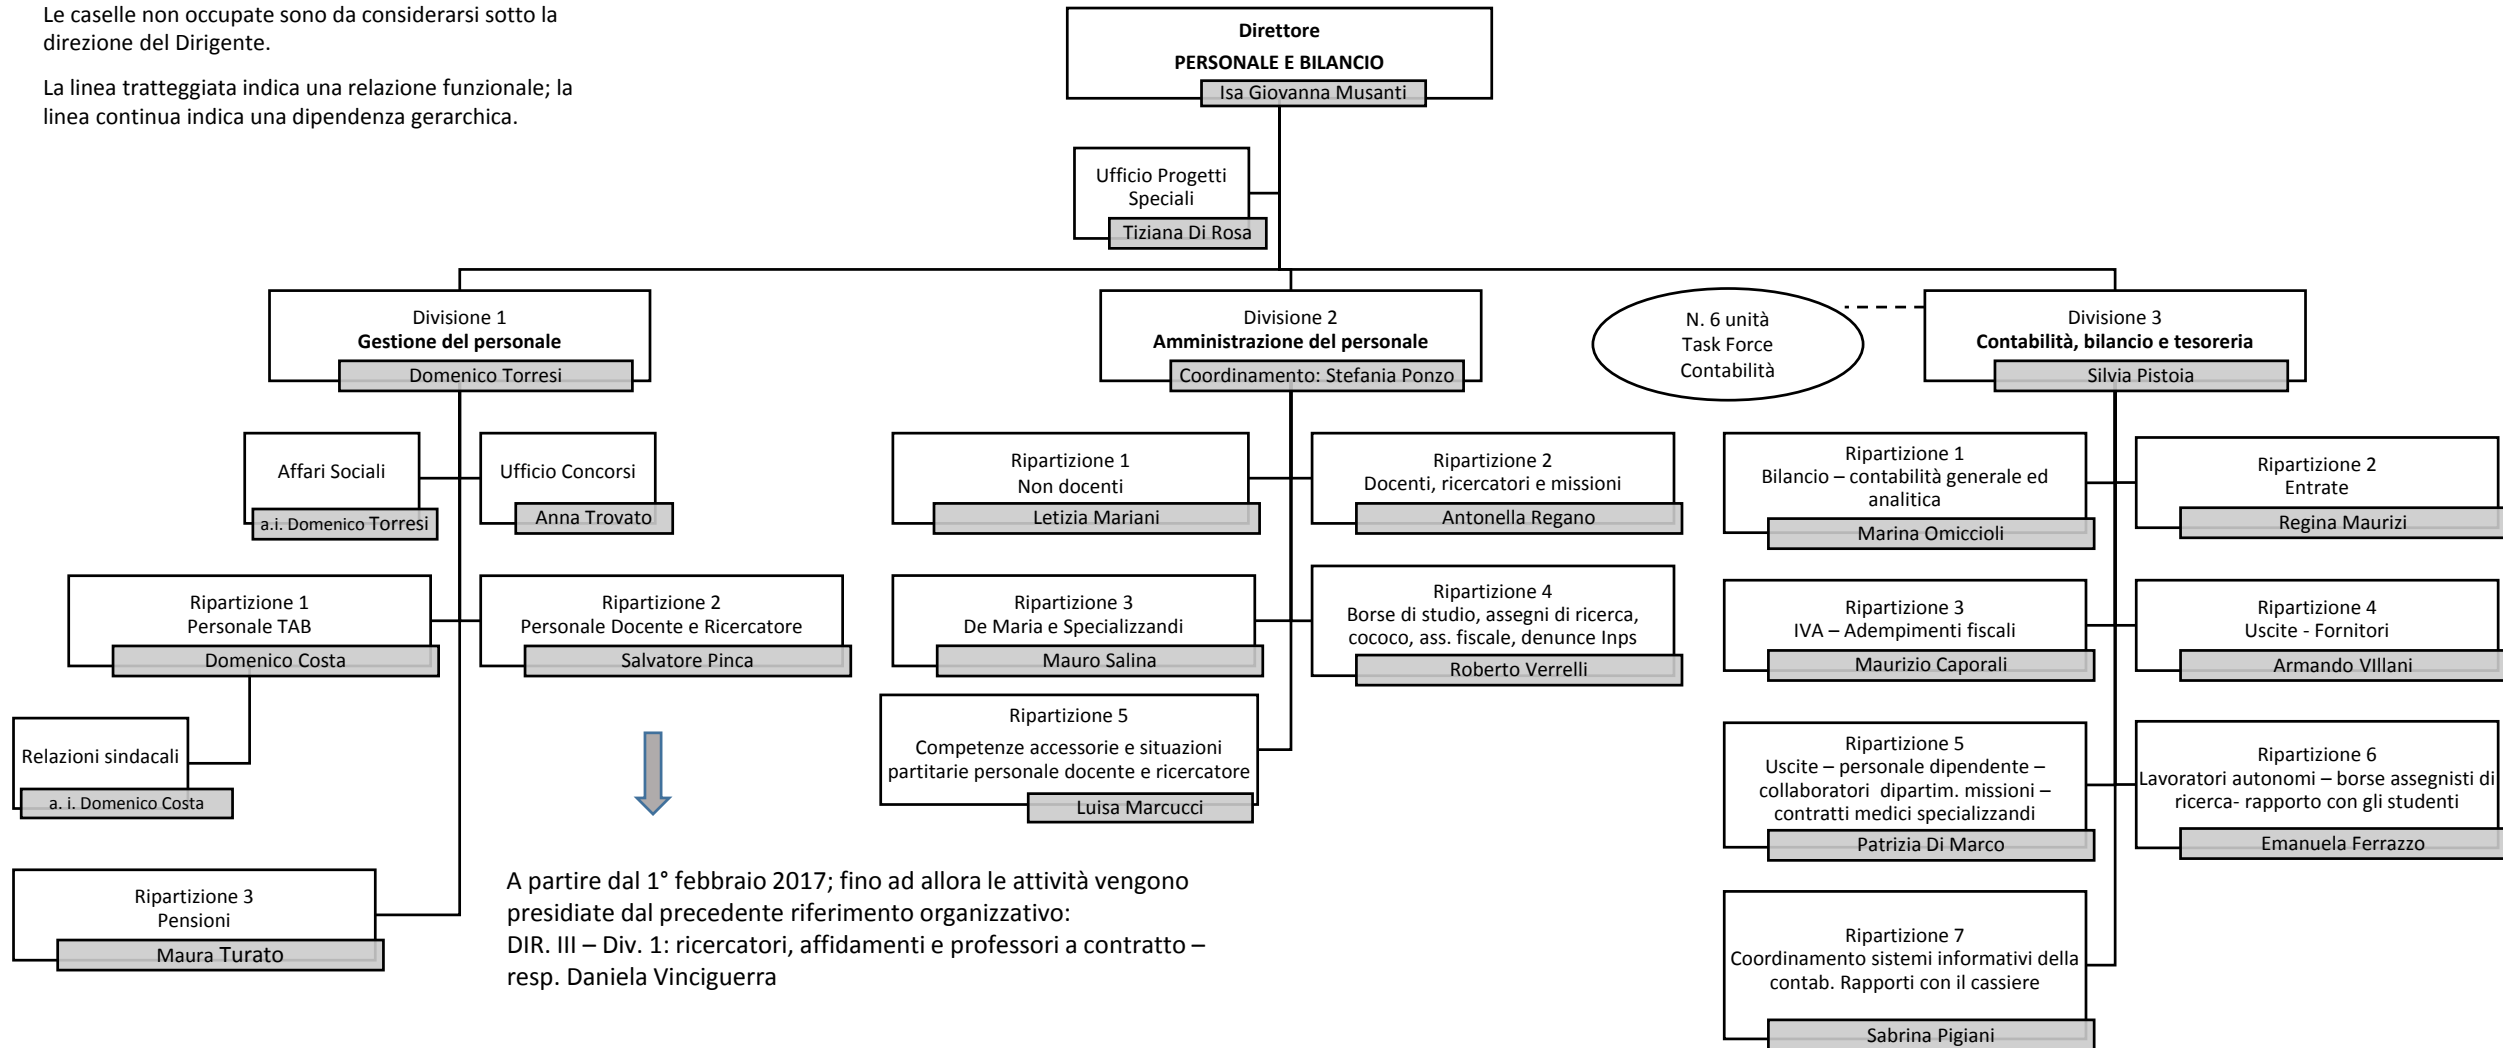 Le caselle non occupate sono da considerarsi sotto la
direzione del Dirigente.
La linea tratteggiata indica una relazione funzionale; la
linea continua indica una dipendenza gerarchica.
Direttore
PERSONALE E BILANCIO
Isa Giovanna Musanti
Ufficio Progetti
Speciali
Tiziana Di Rosa
Divisione 1
Gestione del personale
Domenico Torresi
Divisione 2
Amministrazione del personale
Coordinamento: Stefania Ponzo
N. 6 unità
Task Force
Contabilità
Divisione 3
Contabilità, bilancio e tesoreria
Silvia Pistoia
Affari Sociali
a.i. Domenico Torresi
Ufficio Concorsi
Anna Trovato
Ripartizione 1
Personale TAB
Domenico Costa
Ripartizione 2
Personale Docente e Ricercatore
Salvatore Pinca
Relazioni sindacali
a. i. Domenico Costa
Ripartizione 3
Pensioni
Maura Turato
A partire dal 1° febbraio 2017; fino ad allora le attività vengono
presidiate dal precedente riferimento organizzativo:
DIR. III – Div. 1: ricercatori, affidamenti e professori a contratto –
resp. Daniela Vinciguerra
Ripartizione 1
Non docenti
Letizia Mariani
Ripartizione 2
Docenti, ricercatori e missioni
Antonella Regano
Ripartizione 3
De Maria e Specializzandi
Mauro Salina
Ripartizione 4
Borse di studio, assegni di ricerca,
cococo, ass. fiscale, denunce Inps
Roberto Verrelli
Ripartizione 5
Competenze accessorie e situazioni
partitarie personale docente e ricercatore
Luisa Marcucci
Ripartizione 1
Bilancio – contabilità generale ed
analitica
Marina Omiccioli
Ripartizione 2
Entrate
Regina Maurizi
Ripartizione 3
IVA – Adempimenti fiscali
Maurizio Caporali
Ripartizione 4
Uscite - Fornitori
Armando VIllani
Ripartizione 5
Uscite – personale dipendente –
collaboratori dipartim. missioni –
contratti medici specializzandi
Patrizia Di Marco
Ripartizione 6
Lavoratori autonomi – borse assegnisti di
ricerca- rapporto con gli studenti
Emanuela Ferrazzo
Ripartizione 7
Coordinamento sistemi informativi della
contab. Rapporti con il cassiere
Sabrina Pigiani